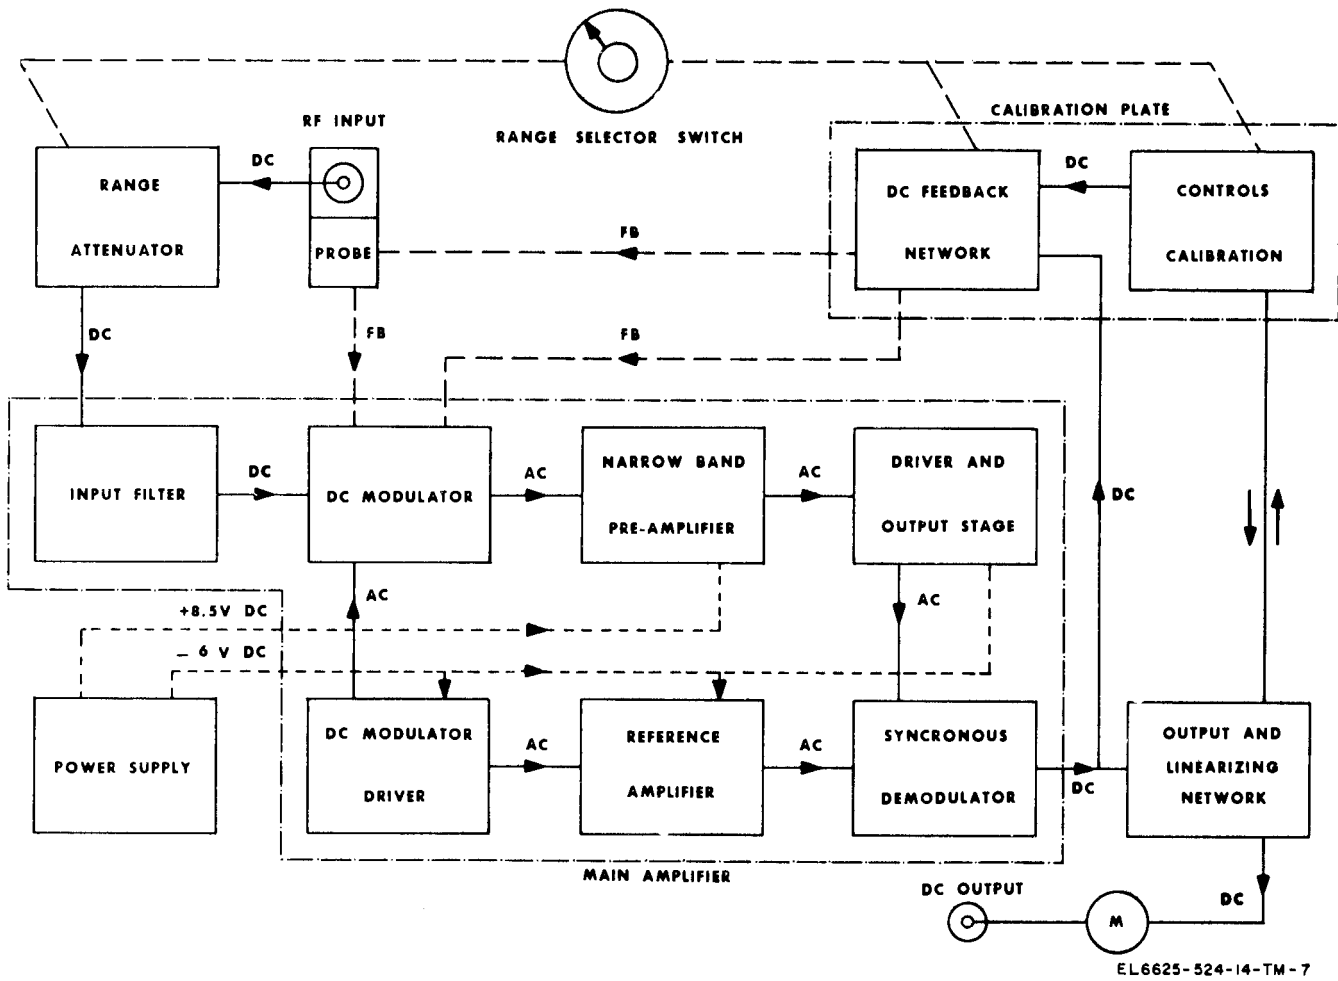 RANGE SELECTOR SWITCH
CALIBRATION PLATE
RF INPUT
DC
RANGE
ATTENUATOR
PROBE
FB
DC FEEDBACK
NETWORK
DC
CONTROLS
CALIBRATION
DC
FB
FB
INPUT FILTER
DC
DC MODULATOR
AC
NARROW BAND
PRE-AMPLIFIER
AC
DRIVER AND
OUTPUT STAGE
DC
AC
AC
+8.5V DC
– 6 V DC
POWER SUPPLY
DC MODULATOR
DRIVER
AC
REFERENCE
AMPLIFIER
AC
SYNCRONOUS
DEMODULATOR
DC
OUTPUT AND
LINEARIZING
NETWORK
MAIN AMPLIFIER
DC OUTPUT
M
DC
EL6625-524-14-TM-7